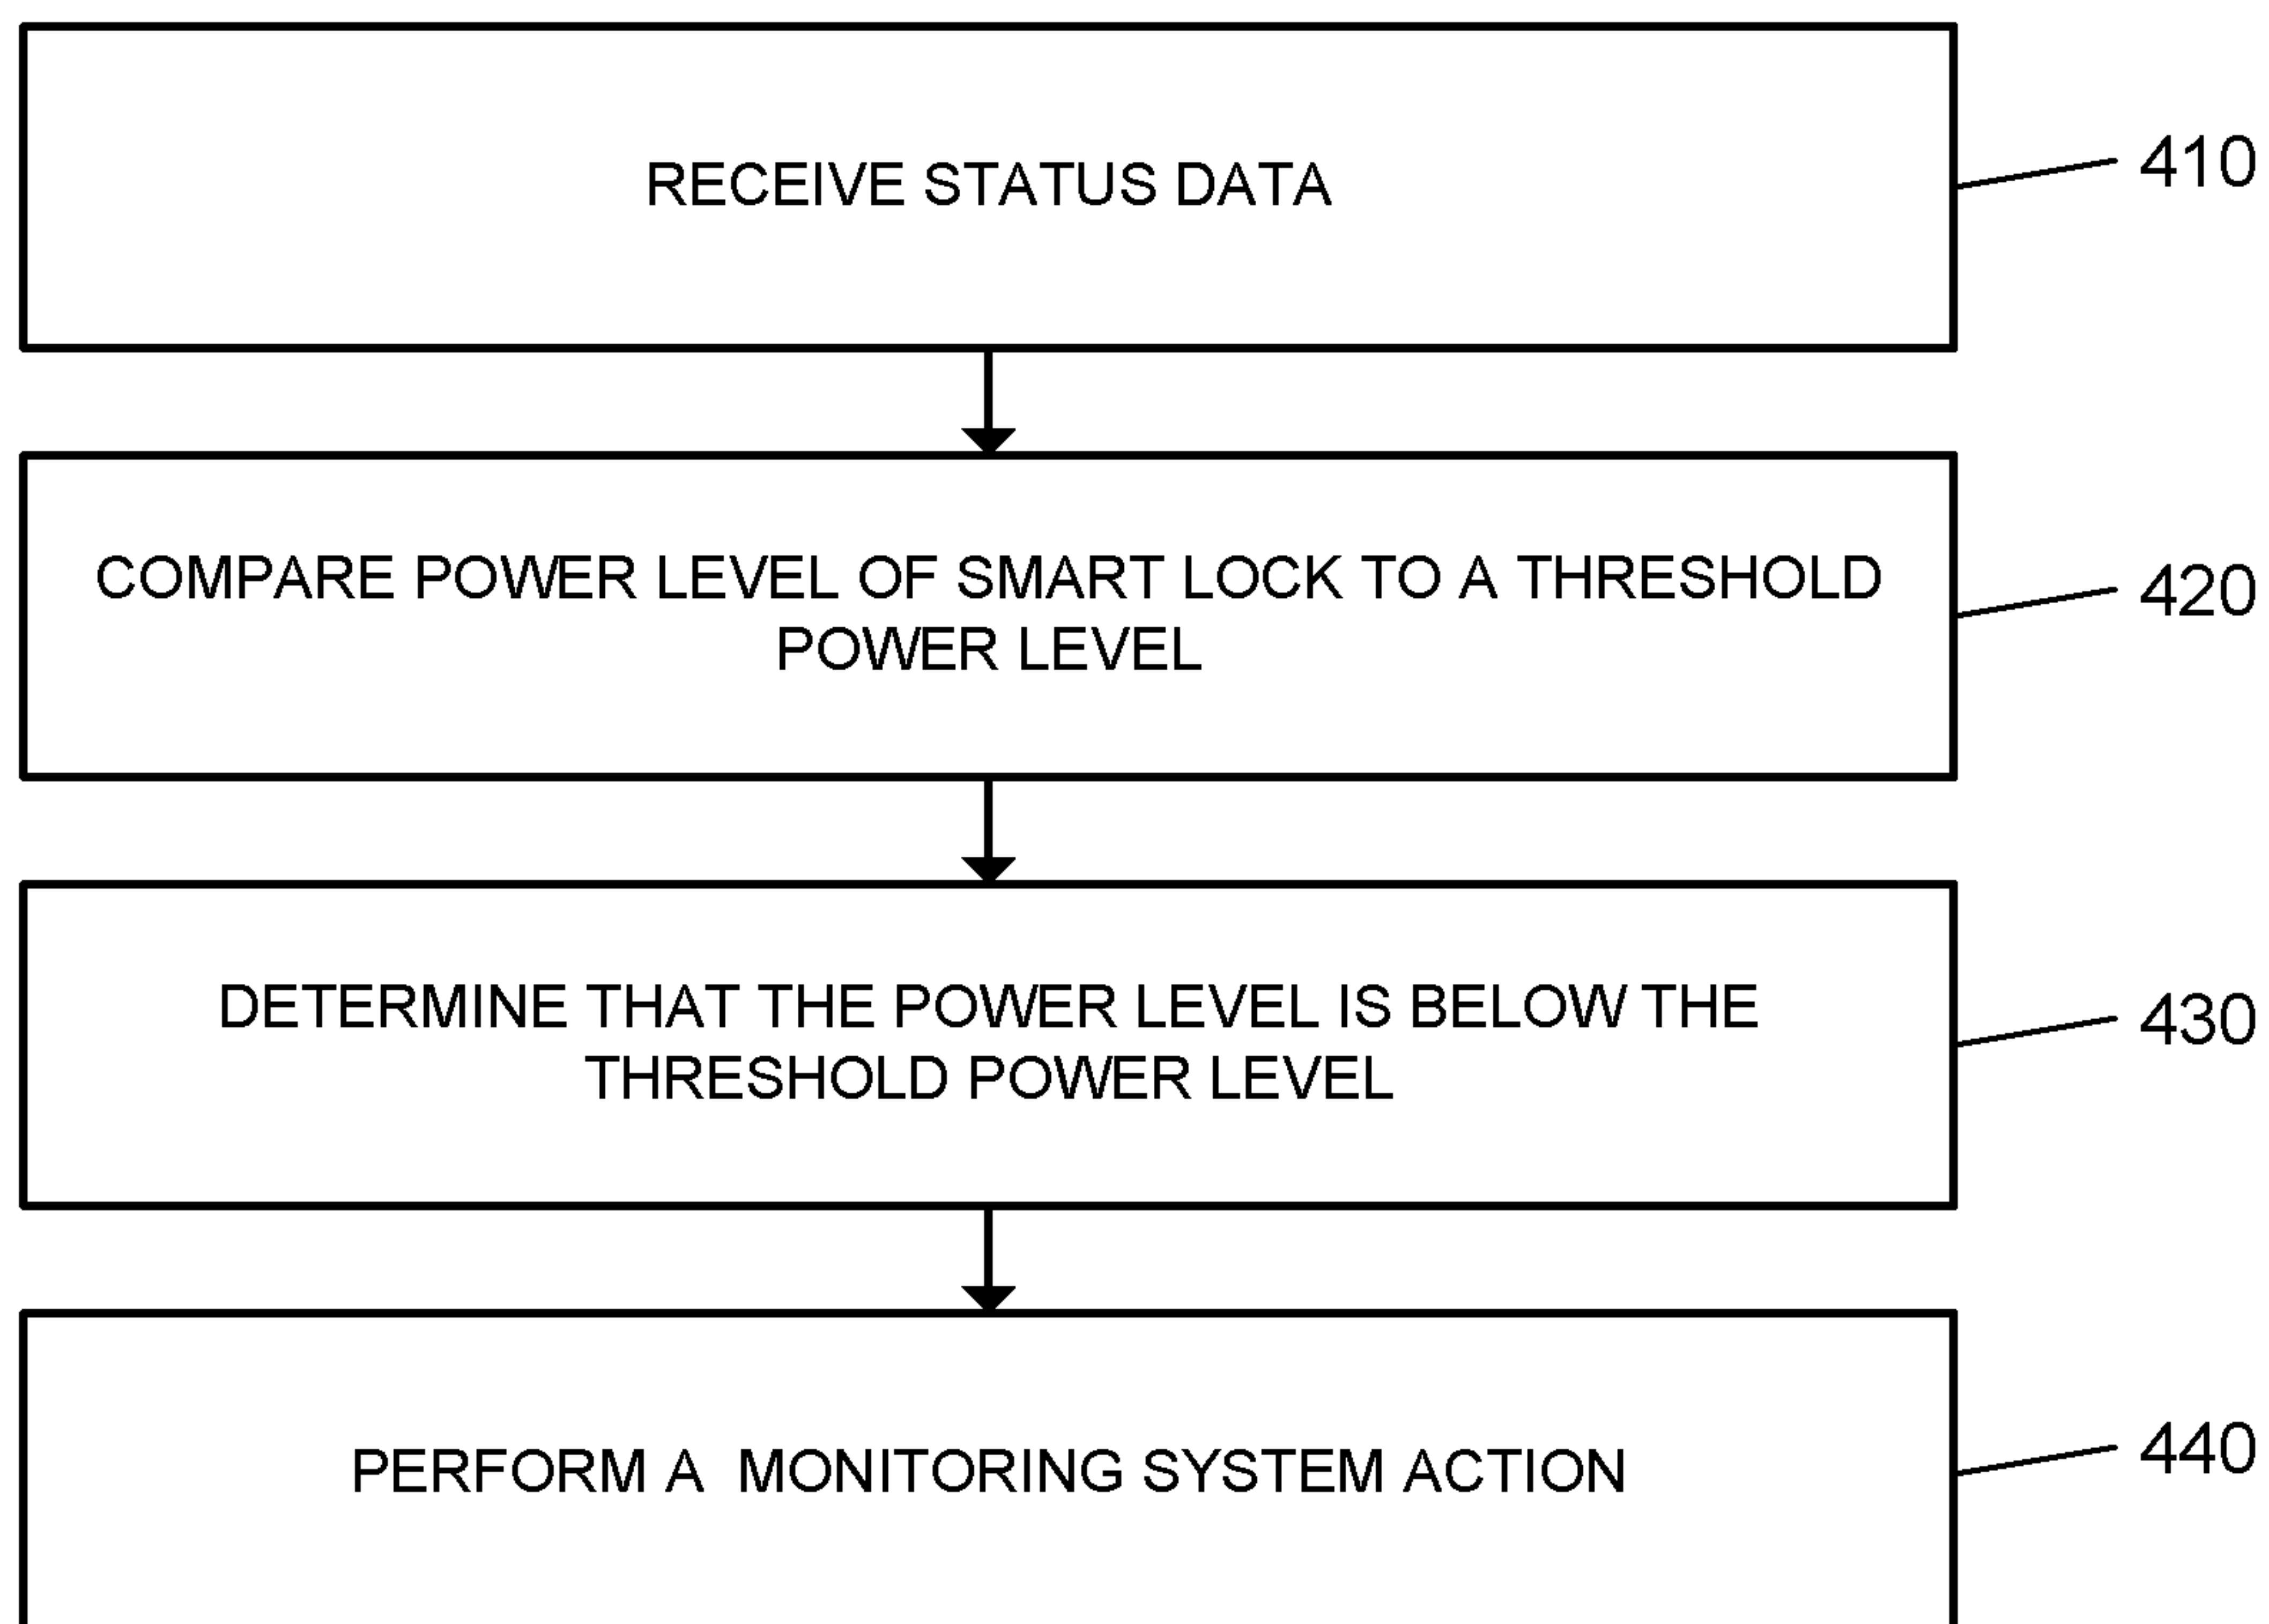 RECEIVE STATUS DATA
410
COMPARE POWER LEVEL OF SMART LOCK TO A THRESHOLD
POWER LEVEL
420
DETERMINE THAT THE POWER LEVEL IS BELOW THE
THRESHOLD POWER LEVEL
430
PERFORM A  MONITORING SYSTEM ACTION
440